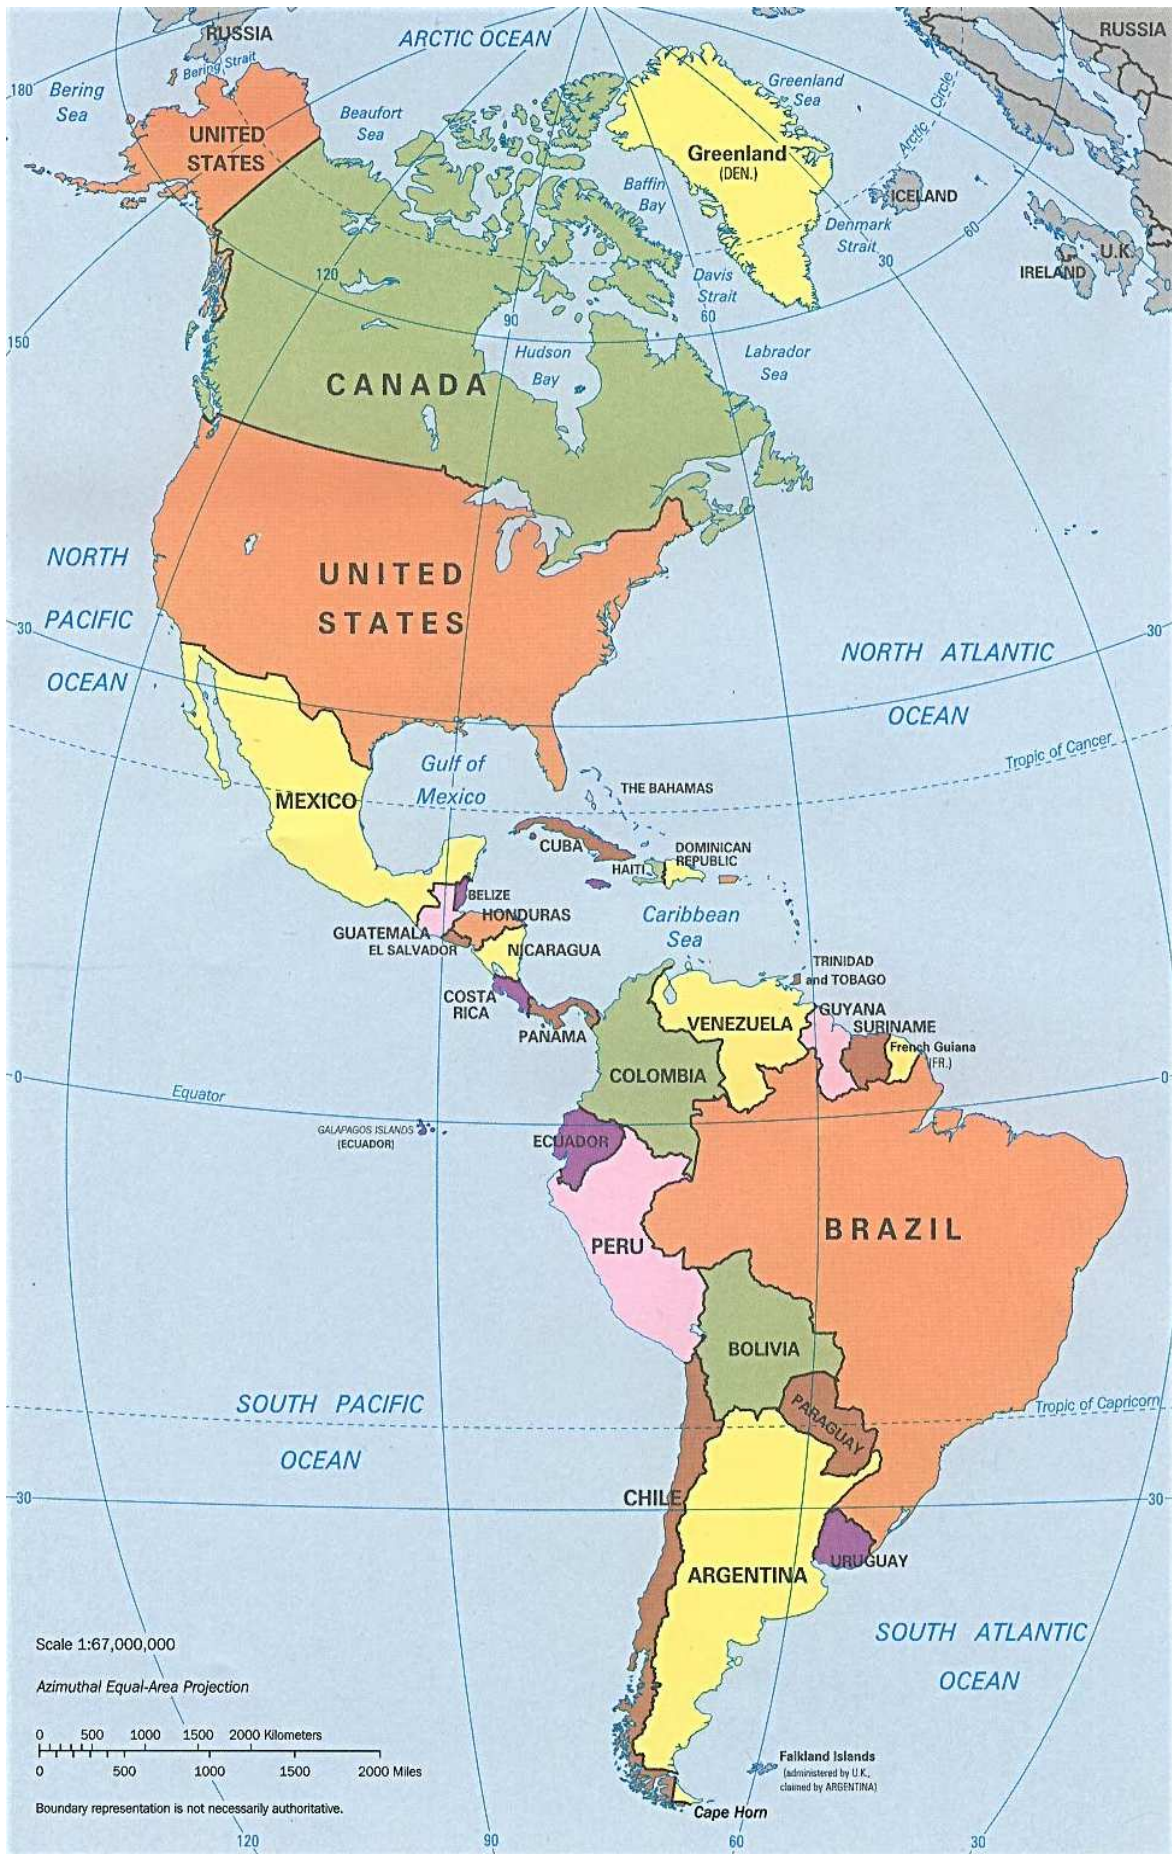 RUSSIA
ARCTIC OCEAN
RUSSIA
Bering Strait
180
Bering
Sea
Beaufort
Sea
Greenland
Sea
UNITED
STATES
Greenland
(DEN.)
Arctic Circle
Baffin
Bay
ICELAND
Denmark
Strait
60
U.K.
IRELAND
120
Davis
Strait
30
0
90
60
150
Hudson
Bay
Labrador
Sea
CANADA
NORTH
PACIFIC
OCEAN
UNITED
STATES
30
30
NORTH ATLANTIC
OCEAN
Tropic of Cancer
Gulf of
Mexico
MEXICO
THE BAHAMAS
CUBA
HAITI
DOMINICAN
REPUBLIC
BELIZE
HONDURAS
GUATEMALA
EL SALVADOR
NICARAGUA
Caribbean
Sea
COSTA
RICA
PANAMA
TRINIDAD
and TOBAGO
VENEZUELA
GUYANA
SURINAME
French Guiana
(FR.)
COLOMBIA
0
Equator
0
GALAPAGOS ISLANDS
(ECUADOR)
ECUADOR
PERU
BRAZIL
BOLIVIA
PARAGUAY
SOUTH PACIFIC
OCEAN
Tropic of Capricorn
30
CHILE
30
URUGUAY
ARGENTINA
SOUTH ATLANTIC
OCEAN
Scale 1:67,000,000
Azimuthal Equal-Area Projection
0 500 1000 1500 2000 Kilometers
0 500 1000 1500 2000 Miles
Boundary representation is not necessarily authoritative.
Falkland Islands
(administered by U.K.,
claimed by ARGENTINA)
Cape Horn
120
90
60
30